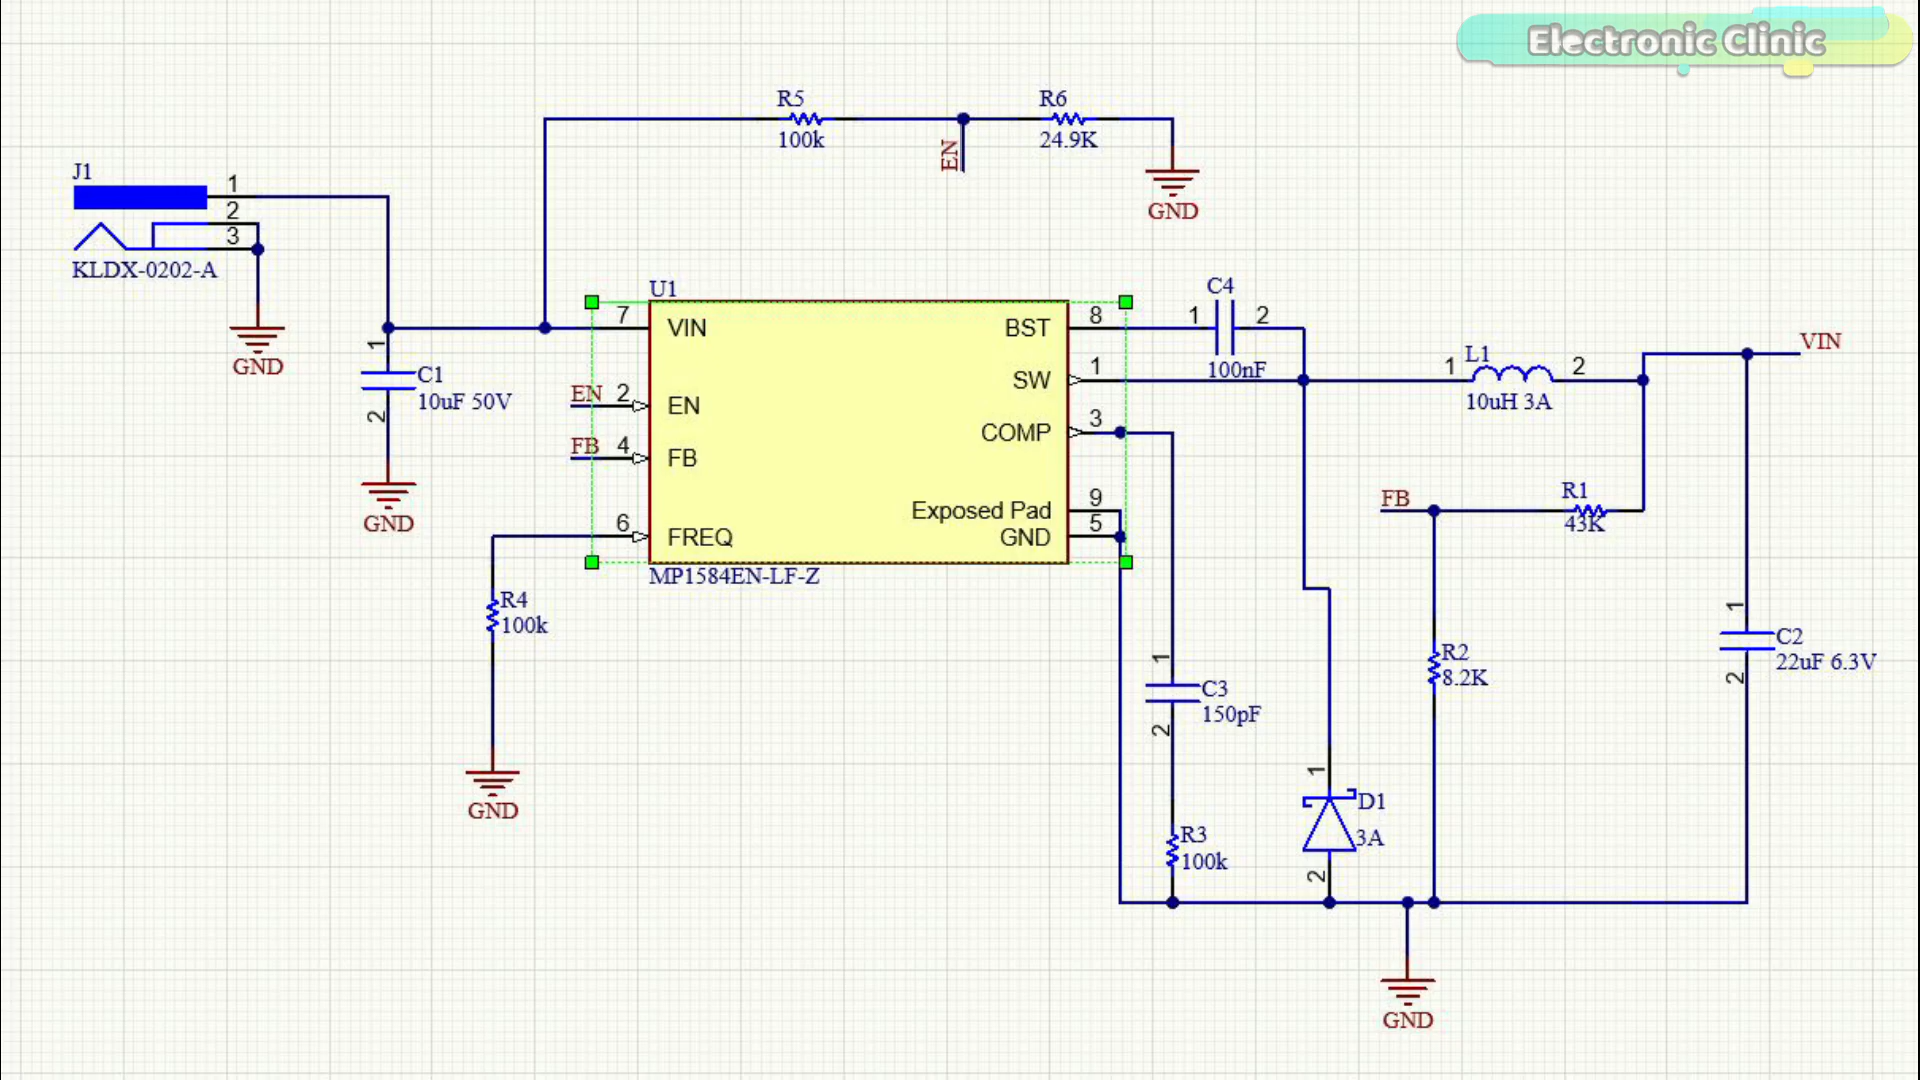 Electronic Clinic
R5
100k
R6
24.9K
EN
GND
J1
1
2
3
KLDX-0202-A
GND
1
C1
10uF 50V
2
GND
U1
7
VIN
EN
2
EN
FB
4
FB
6
FREQ
BST
8
SW
1
COMP
3
Exposed Pad
9
GND
5
MP1584EN-LF-Z
R4
100k
GND
C4
1
2
100nF
L1
1
2
10uH 3A
VIN
FB
R1
43K
R2
8.2K
1
C2
22uF 6.3V
2
1
C3
150pF
2
R3
100k
1
D1
3A
2
GND